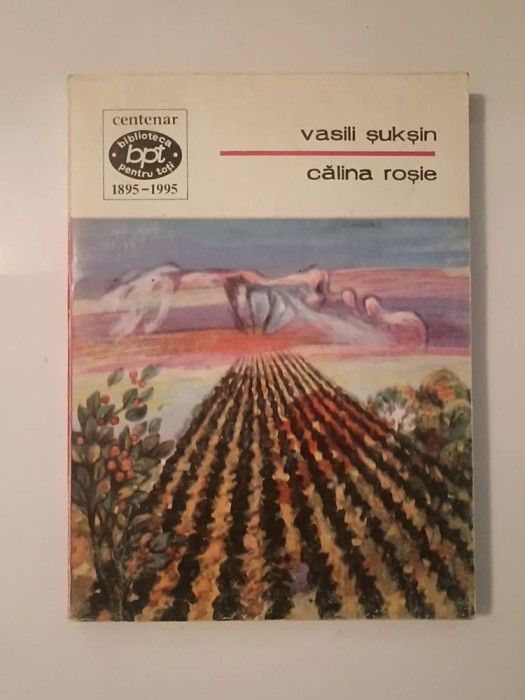 centenar
biblioteca
bpt
pentru toți
1895-1995
vasili șukșin
călina roșie